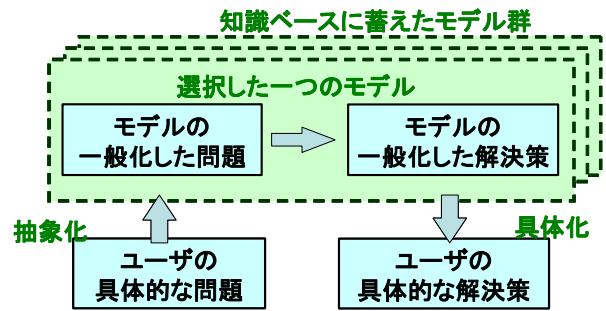 知識ベースに蓄えたモデル群
選択した一つのモデル
モデルの
一般化した問題
モデルの
一般化した解決策
抽象化
具体化
ユーザの
具体的な問題
ユーザの
具体的な解決策